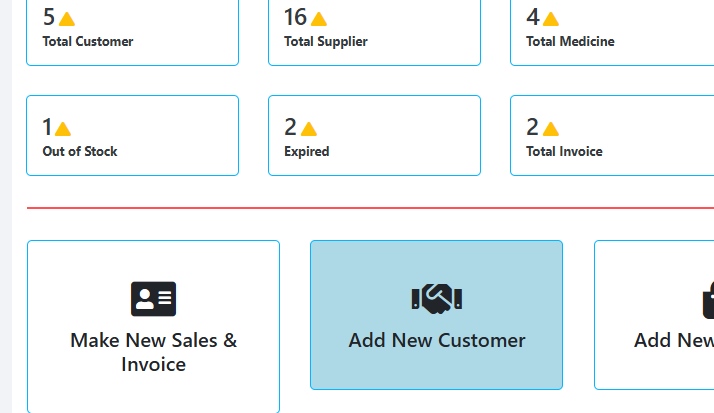 5
16
4
Total Customer
Total Supplier
Total Medicine
1
2
2
Out of Stock
Expired
Total Invoice
Make New Sales &
Invoice
Add New Customer
Add New